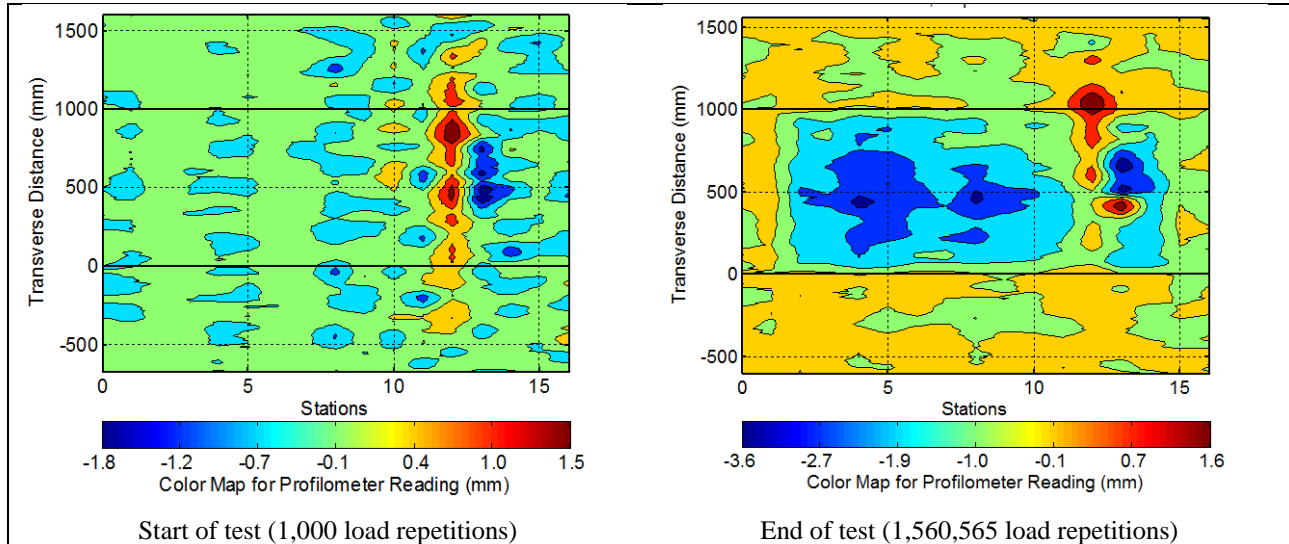 1500
1000
500
0
-500
Transverse Distance (mm)
0 5 10 15
Stations
-1.8 -1.2 -0.7 -0.1 0.4 1.0 1.5
Color Map for Profilometer Reading (mm)
Start of test (1,000 load repetitions)
1500
1000
500
0
-500
Transverse Distance (mm)
0 5 10 15
Stations
-3.6 -2.7 -1.9 -1.0 -0.1 0.7 1.6
Color Map for Profilometer Reading (mm)
End of test (1,560,565 load repetitions)